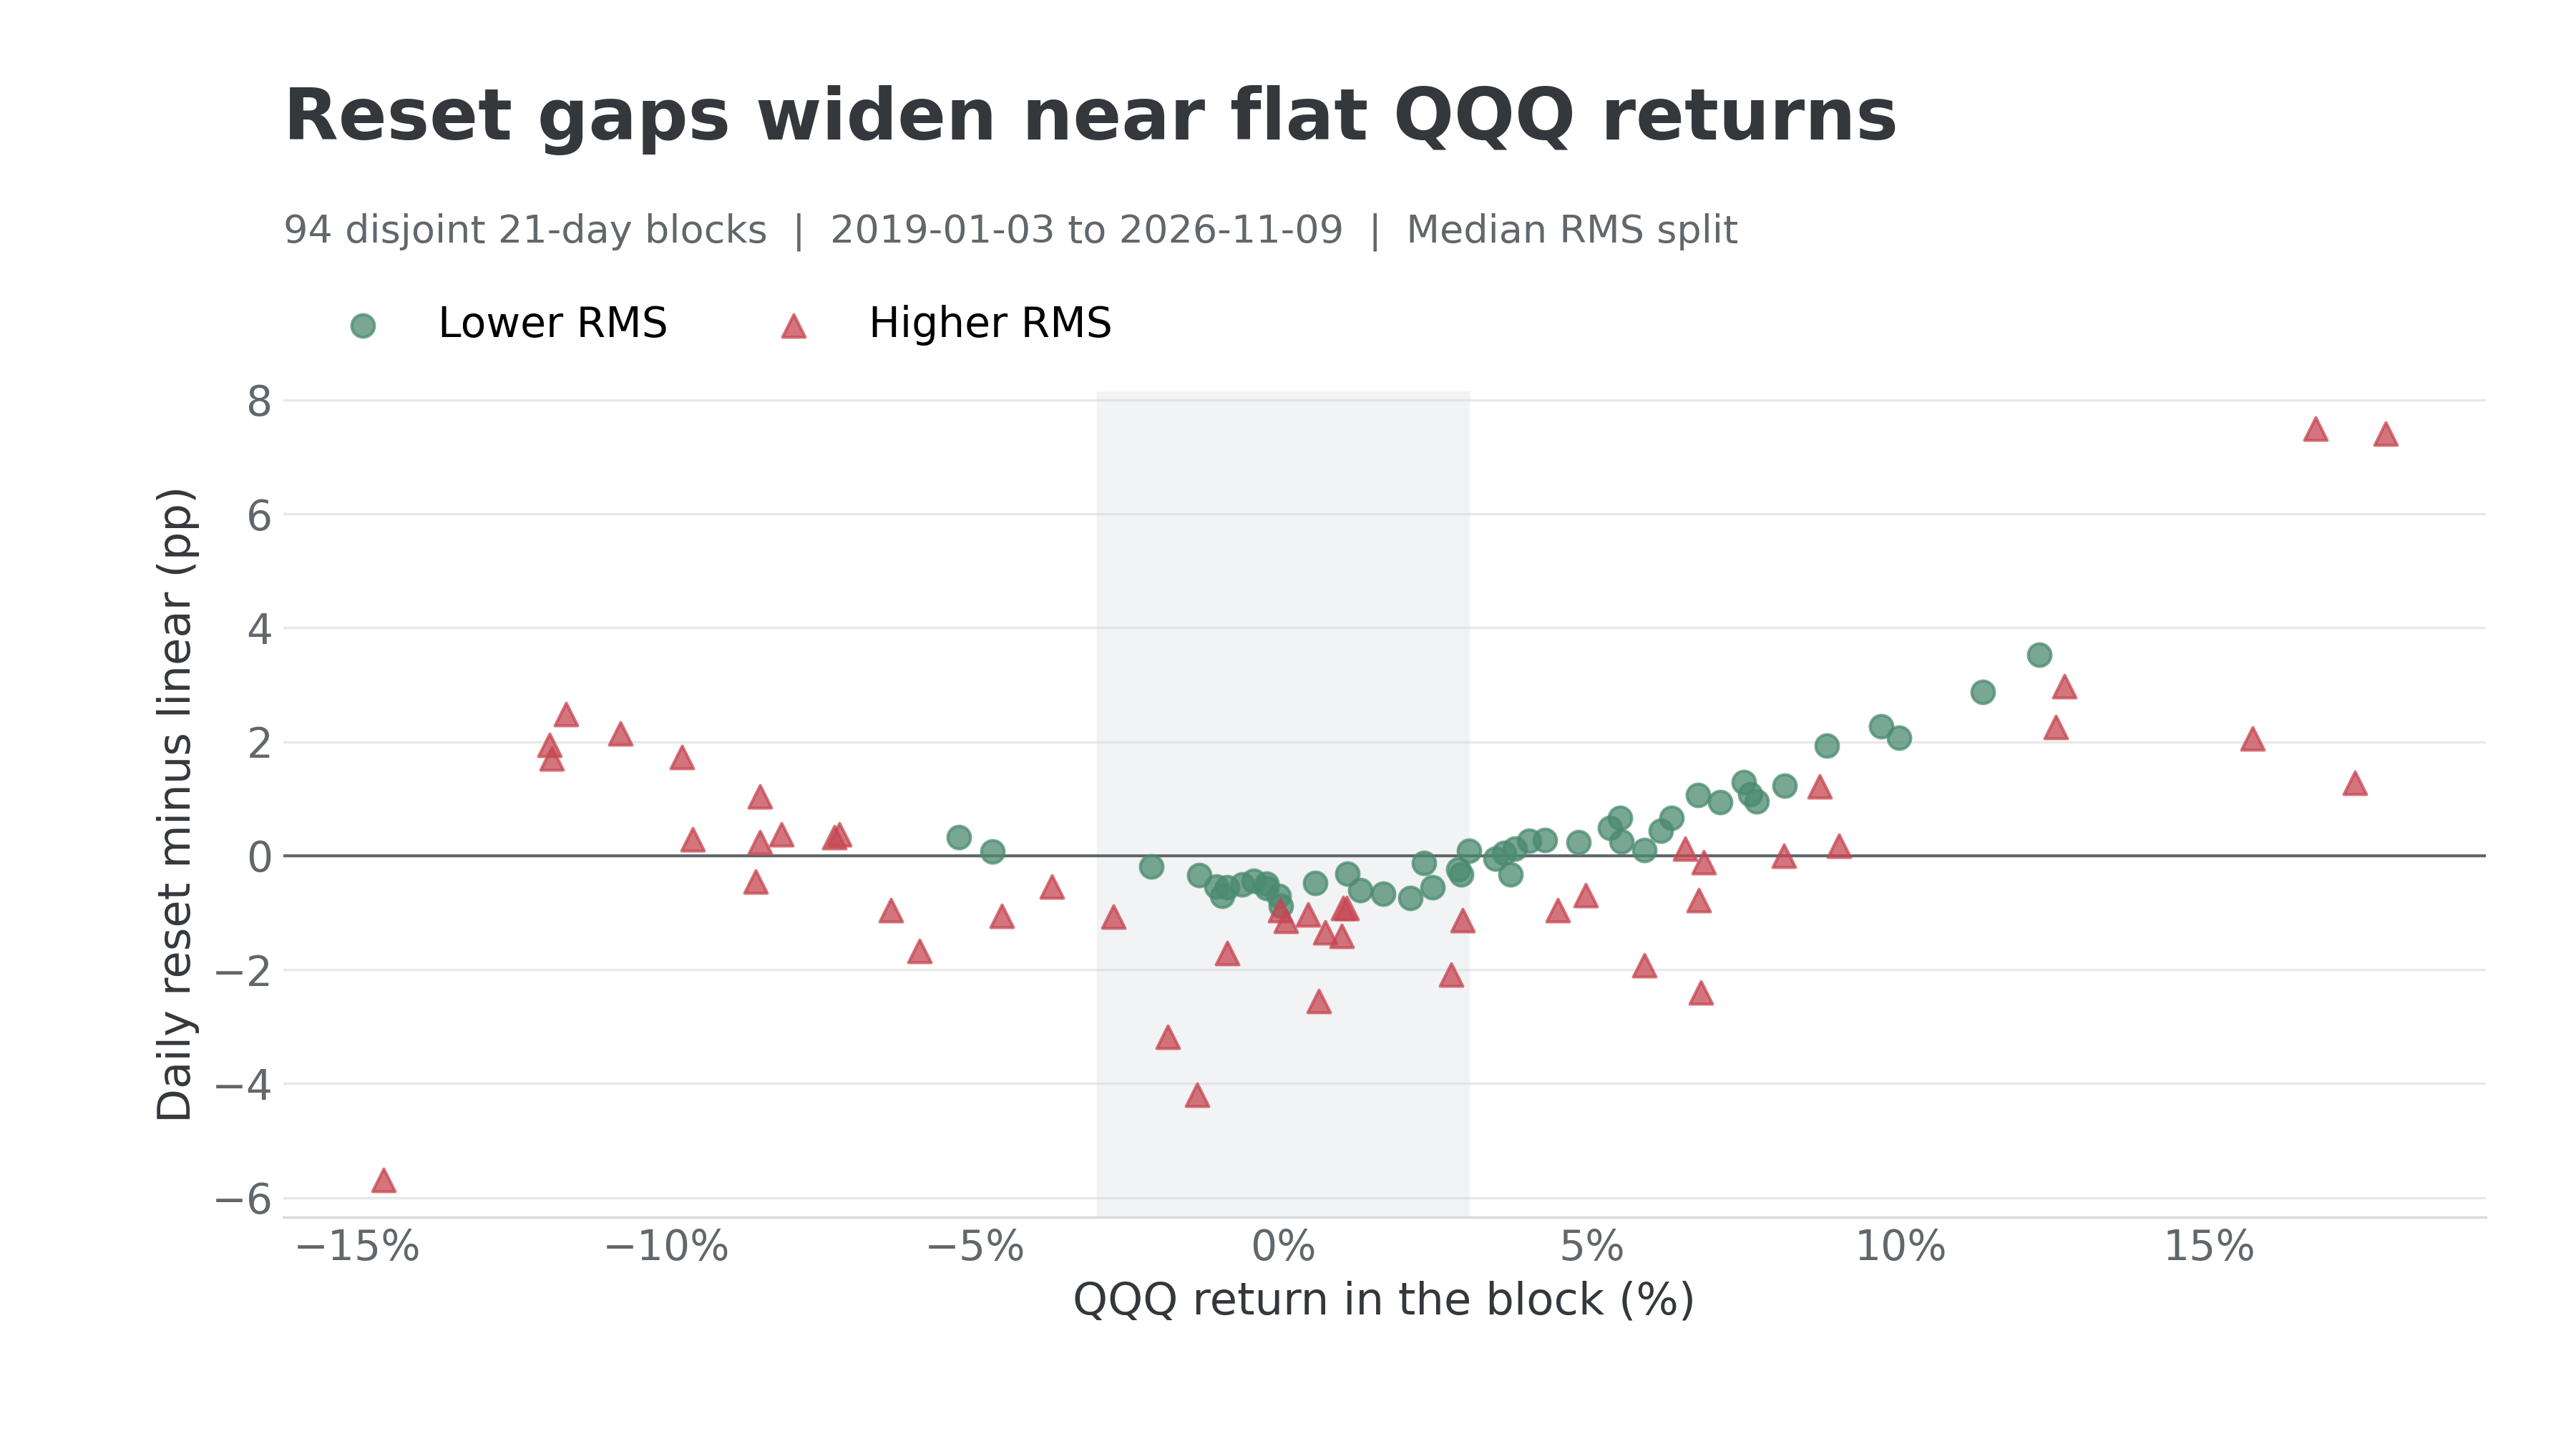 Reset gaps widen near flat QQQ returns
94 disjoint 21-day blocks | 2019-01-03 to 2026-11-09 | Median RMS split
Lower RMS
Higher RMS
Daily reset minus linear (pp)
8
6
4
2
0
−2
−4
−6
−15%
−10%
−5%
0%
5%
10%
15%
QQQ return in the block (%)